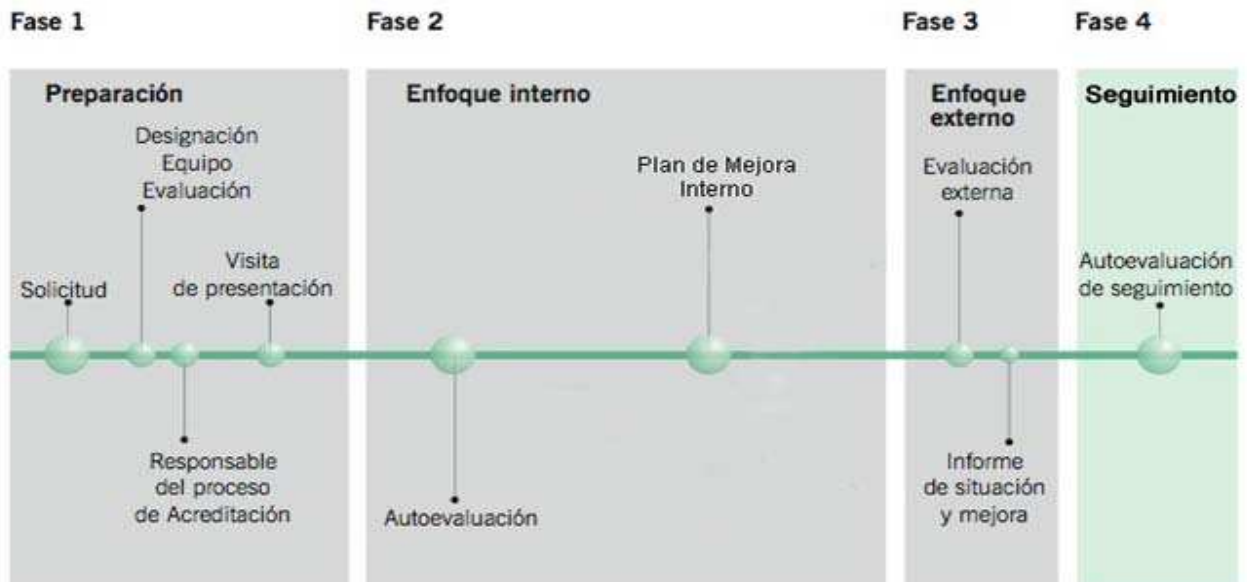 Fase 1
Fase 2
Fase 3
Fase 4
Preparación
Designación
Equipo
Evaluación
Visita
de presentación
Solicitud
Responsable
del proceso
de Acreditación
Enfoque interno
Plan de Mejora
Interno
Autoevaluación
Enfoque
externo
Evaluación
externa
Informe
de situación
y mejora
Seguimiento
Autoevaluación
de seguimiento